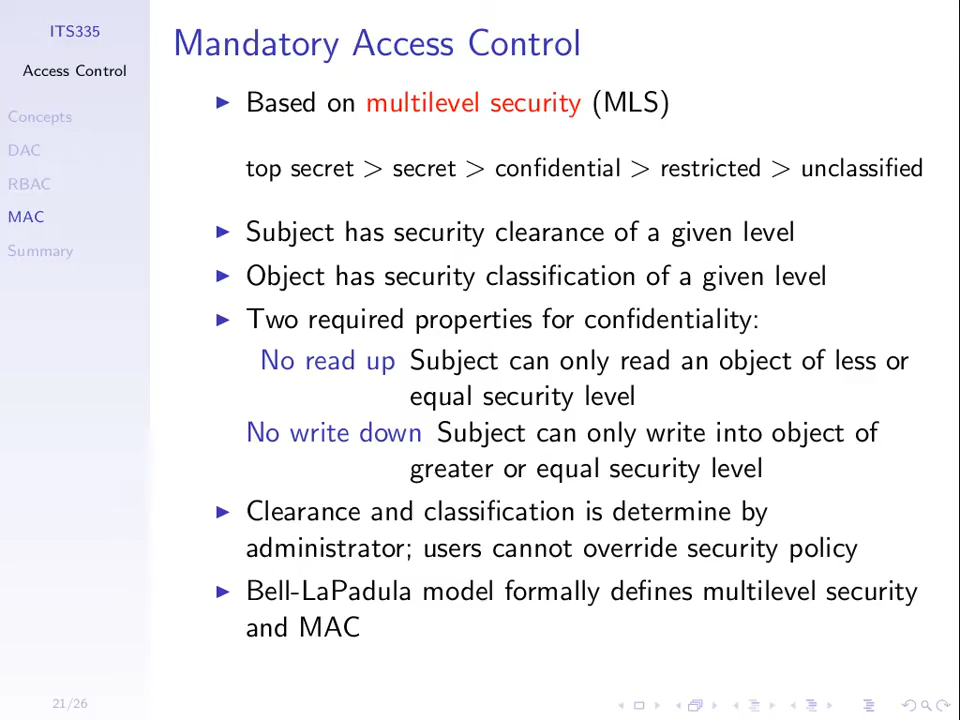 ITS335
Access Control
Concepts
DAC
RBAC
MAC
Summary
Mandatory Access Control
Based on multilevel security (MLS)
top secret > secret > confidential > restricted > unclassified
Subject has security clearance of a given level
Object has security classification of a given level
Two required properties for confidentiality:
No read up Subject can only read an object of less or
equal security level
No write down Subject can only write into object of
greater or equal security level
Clearance and classification is determine by
administrator; users cannot override security policy
Bell-LaPadula model formally defines multilevel security
and MAC
21/26